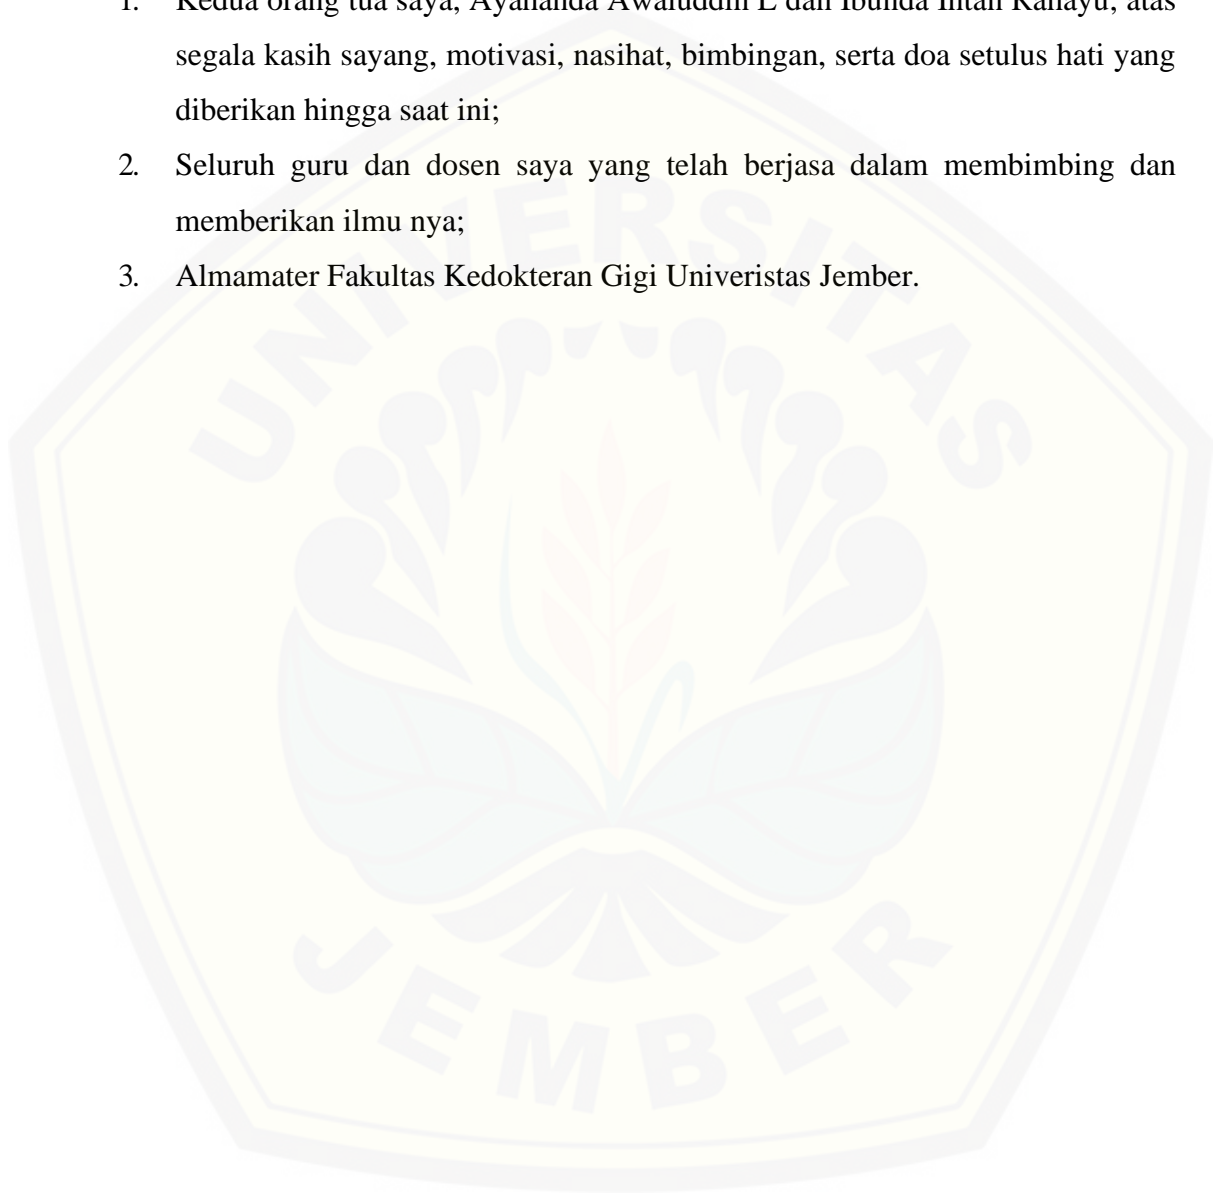 1. Kedua orang tua saya, Ayahanda Awaluddin L dan Ibunda Intan Rahayu, atas
segala kasih sayang, motivasi, nasihat, bimbingan, serta doa setulus hati yang
diberikan hingga saat ini;
2. Seluruh guru dan dosen saya yang telah berjasa dalam membimbing dan
memberikan ilmu nya;
3. Almamater Fakultas Kedokteran Gigi Univeristas Jember.
UNIVERSITAS
JEMBER